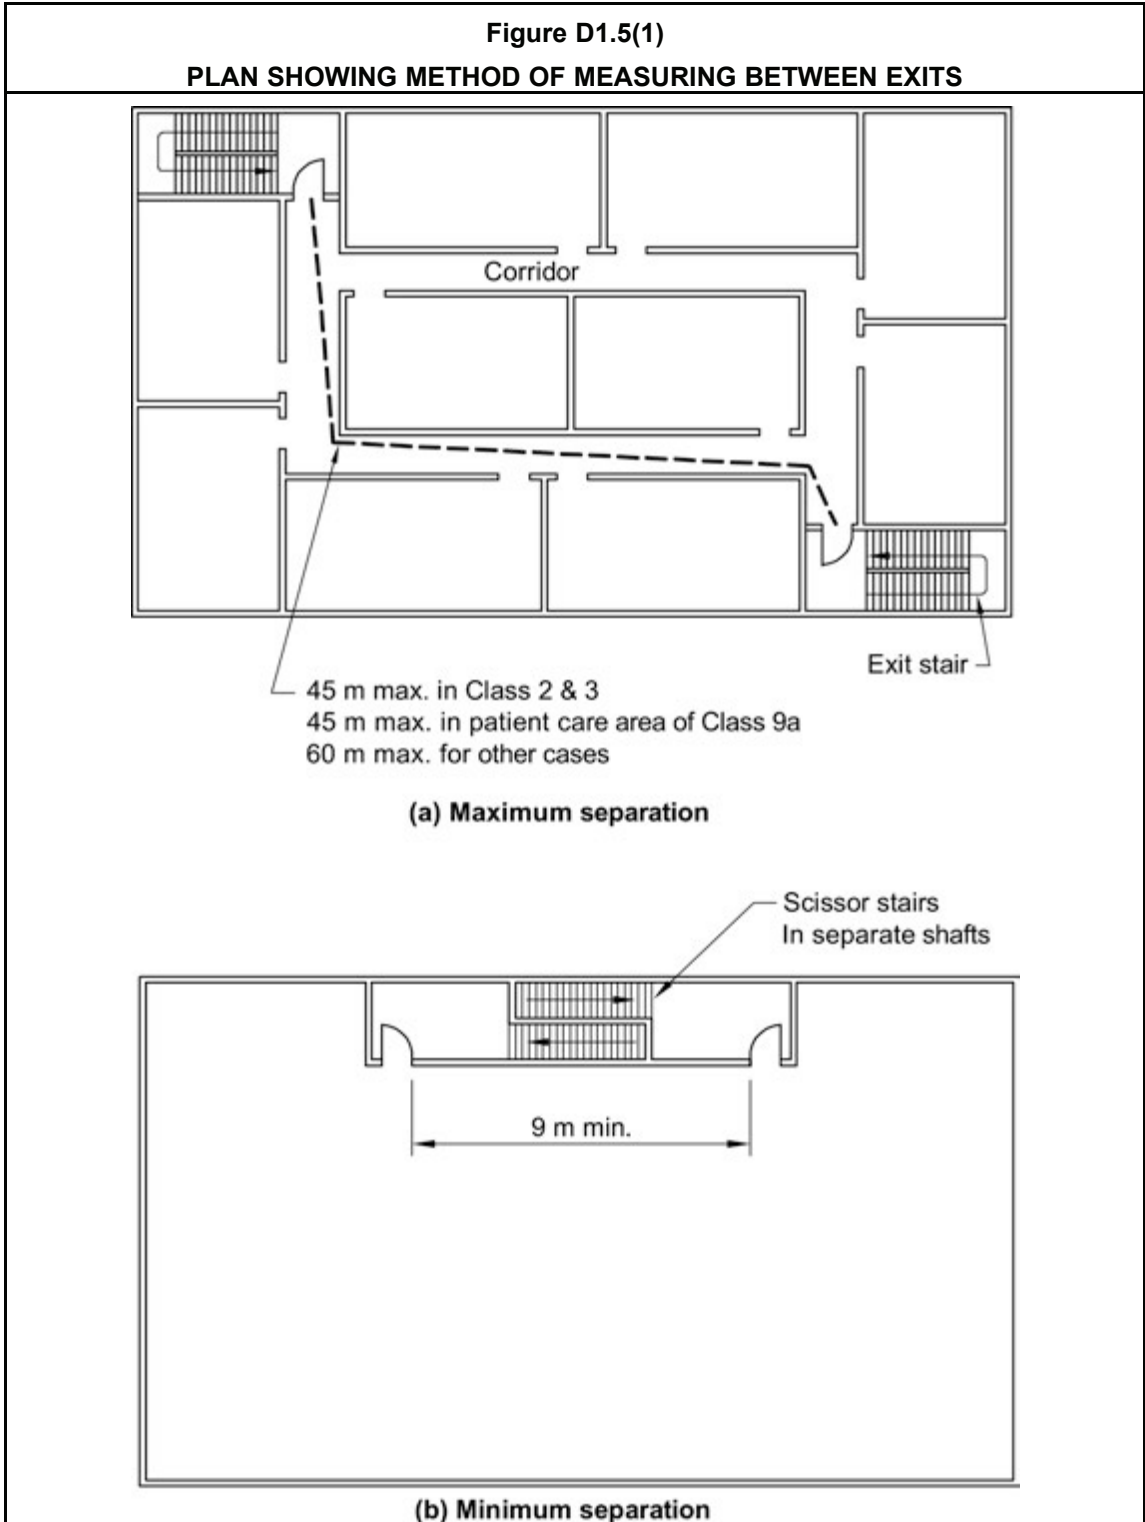 Figure D1.5(1)
PLAN SHOWING METHOD OF MEASURING BETWEEN EXITS
Corridor
Exit stair
45 m max. in Class 2 & 3
45 m max. in patient care area of Class 9a
60 m max. for other cases
(a) Maximum separation
Scissor stairs
In separate shafts
9 m min.
(b) Minimum separation